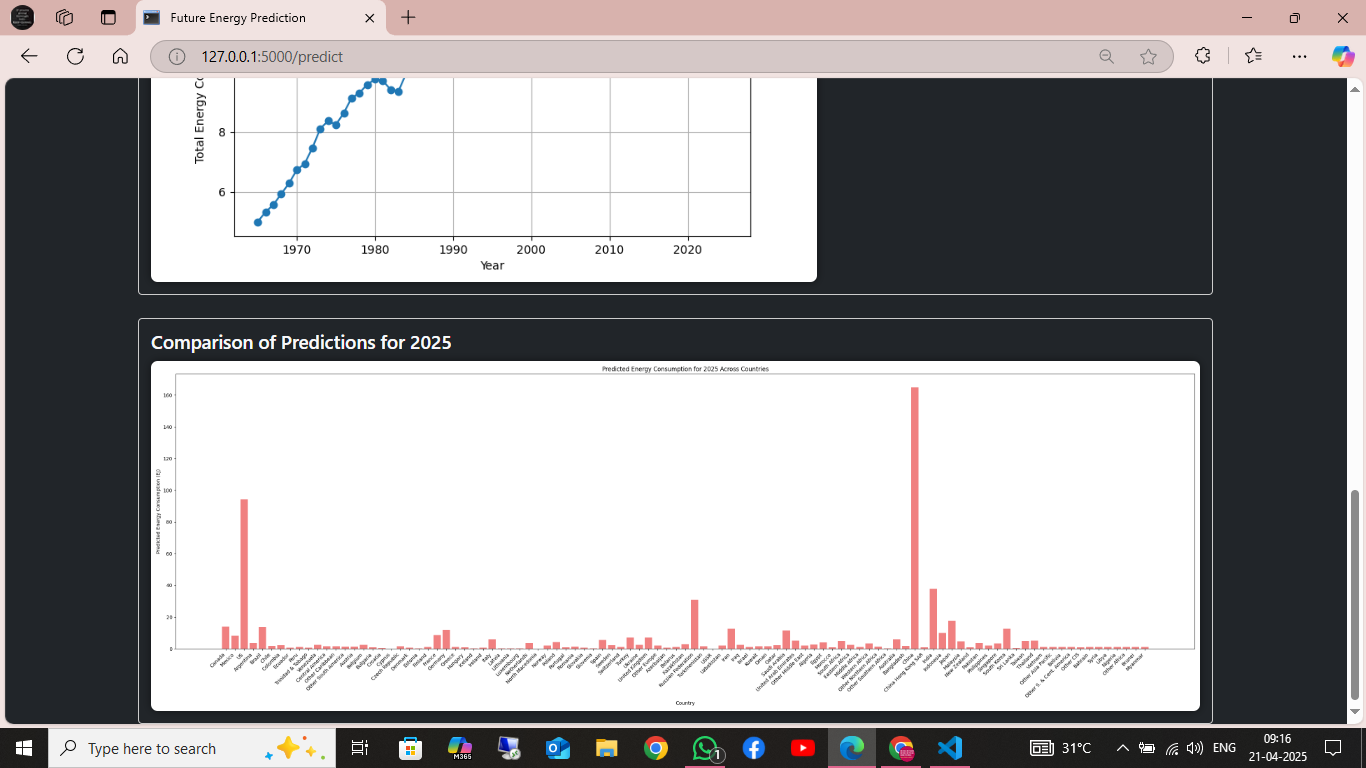 Future Energy Prediction
127.0.0.1:5000/predict
Total Energy Co
8
6
1970 1980 1990 2000 2010 2020
Year
Comparison of Predictions for 2025
Predicted Energy Consumption for 2025 Across Countries
Predicted Energy Consumption (EJ)
160
140
120
100
80
60
40
20
0
Canada
Mexico
US
Argentina
Brazil
Chile
Colombia
Ecuador
Peru
Trinidad & Tobago
Venezuela
Central America
Other Caribbean
Other South America
Austria
Belgium
Bulgaria
Croatia
Cyprus
Czech Republic
Denmark
Estonia
Finland
France
Germany
Greece
Hungary
Iceland
Ireland
Italy
Latvia
Lithuania
Luxembourg
Netherlands
North Macedonia
Norway
Poland
Portugal
Romania
Slovakia
Slovenia
Spain
Sweden
Switzerland
Turkey
Ukraine
United Kingdom
Other Europe
Azerbaijan
Belarus
Kazakhstan
Russian Federation
Turkmenistan
USSR
Uzbekistan
Iran
Iraq
Israel
Kuwait
Oman
Qatar
Saudi Arabia
United Arab Emirates
Other Middle East
Algeria
Egypt
Morocco
South Africa
Eastern Africa
Middle Africa
Western Africa
Other Northern Africa
Other Southern Africa
Australia
Bangladesh
China
China Hong Kong SAR
India
Indonesia
Japan
Malaysia
New Zealand
Pakistan
Philippines
Singapore
South Korea
Sri Lanka
Taiwan
Thailand
Vietnam
Other Asia Pacific
Bolivia
Other S. & Cent. America
Other CIS
Bahrain
Syria
Libya
Other Africa
Brunei
Myanmar
Country
Type here to search
M365
1
31°C
ENG
09:16
21-04-2025